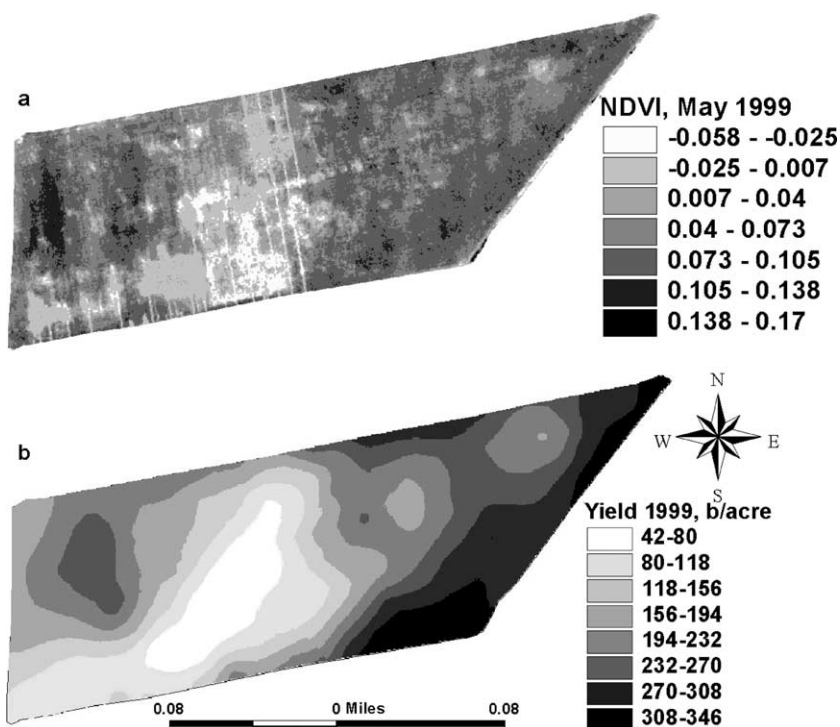 a
NDVI, May 1999
-0.058 - -0.025
-0.025 - 0.007
0.007 - 0.04
0.04 - 0.073
0.073 - 0.105
0.105 - 0.138
0.138 - 0.17
b
N
W
E
S
Yield 1999, b/acre
42-80
80-118
118-156
156-194
194-232
232-270
270-308
308-346
0.08 0 Miles 0.08